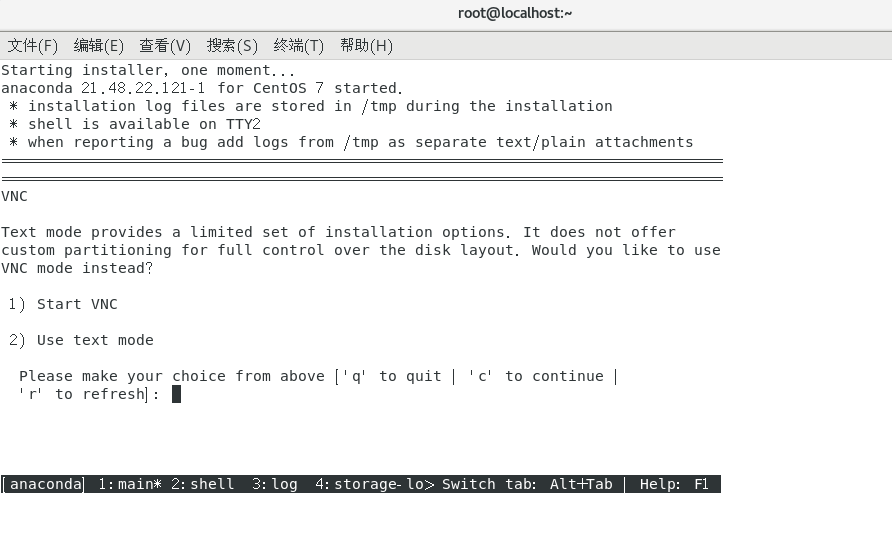 root@localhost:~
文件(F) 编辑(E) 查看(V) 搜索(S) 终端(T) 帮助(H)
Starting installer, one moment...
anaconda 21.48.22.121-1 for CentOS 7 started.
* installation log files are stored in /tmp during the installation
* shell is available on TTY2
* when reporting a bug add logs from /tmp as separate text/plain attachments
================================================================================
================================================================================
VNC
Text mode provides a limited set of installation options. It does not offer
custom partitioning for full control over the disk layout. Would you like to use
VNC mode instead?
1) Start VNC
2) Use text mode
Please make your choice from above ['q' to quit | 'c' to continue |
'r' to refresh]:
[anaconda] 1:main* 2:shell  3:log  4:storage-lo> Switch tab: Alt+Tab | Help: F1